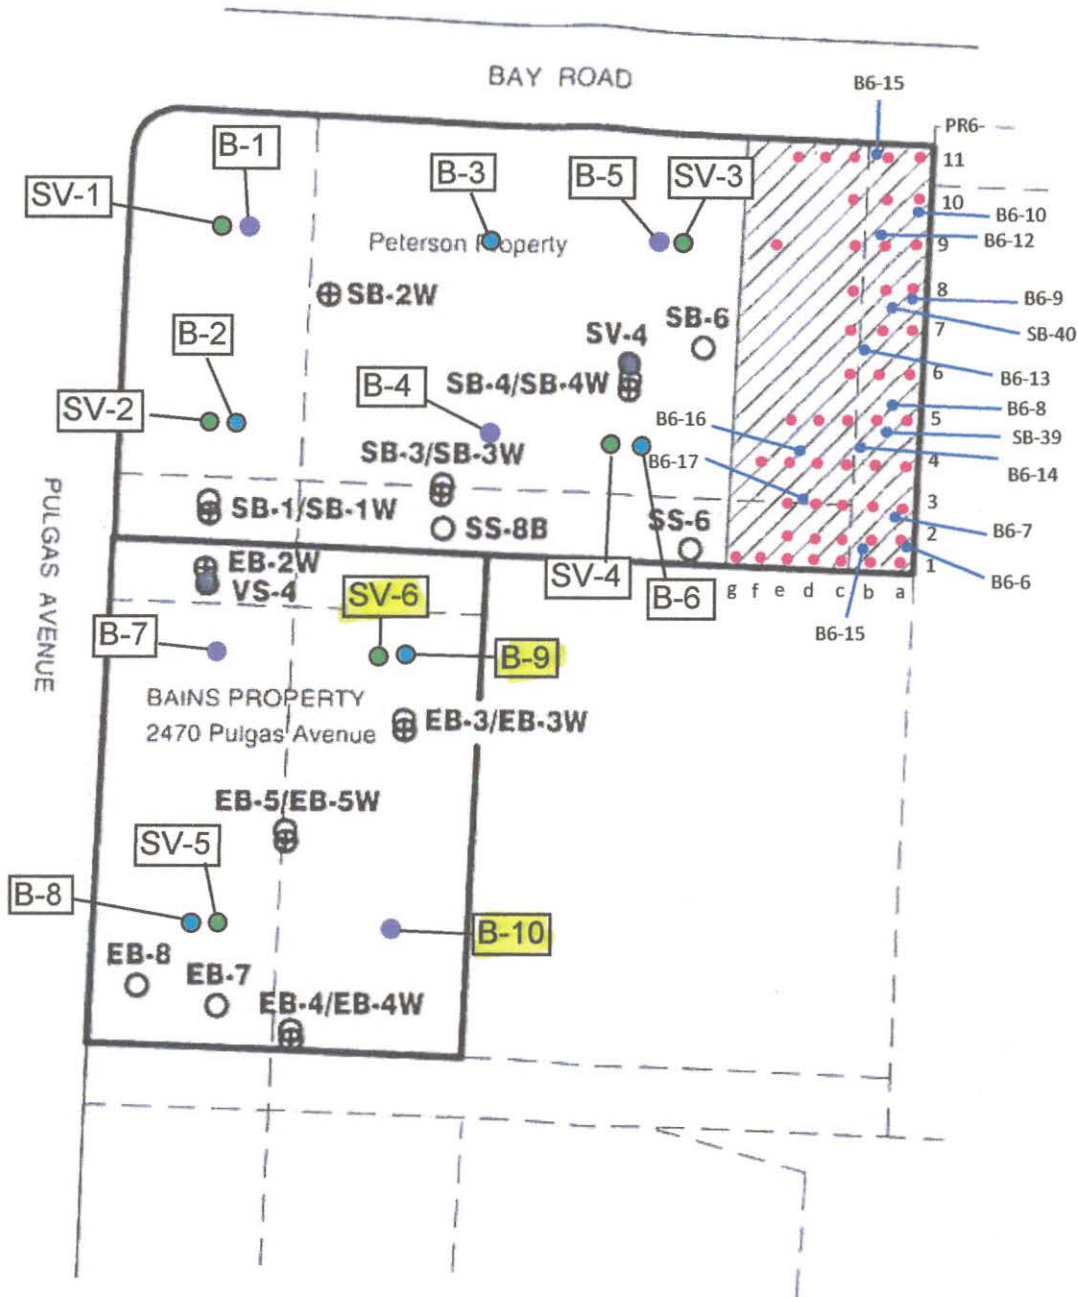 BAY ROAD
B6-15
PR6-
B-1
11
SV-1
B-3
B-5
SV-3
10
B6-10
Peterson Property
B6-12
9
SB-2W
8
B6-9
SB-6
SB-40
B-2
SV-4
7
B-4
SB-4/SB-4W
B6-13
6
SV-2
B6-8
B6-16
5
SB-39
SB-3/SB-3W
B6-17
4
B6-14
PULGAS AVENUE
SB-1/SB-1W
3
SS-8B
SS-6
B6-7
2
EB-2W
SV-4
1
B6-6
VS-4
SV-6
B-6
g f e d c b a
B-7
B6-15
B-9
BAINS PROPERTY
2470 Pulgas Avenue
EB-3/EB-3W
EB-5/EB-5W
SV-5
B-8
B-10
EB-8
EB-7
EB-4/EB-4W